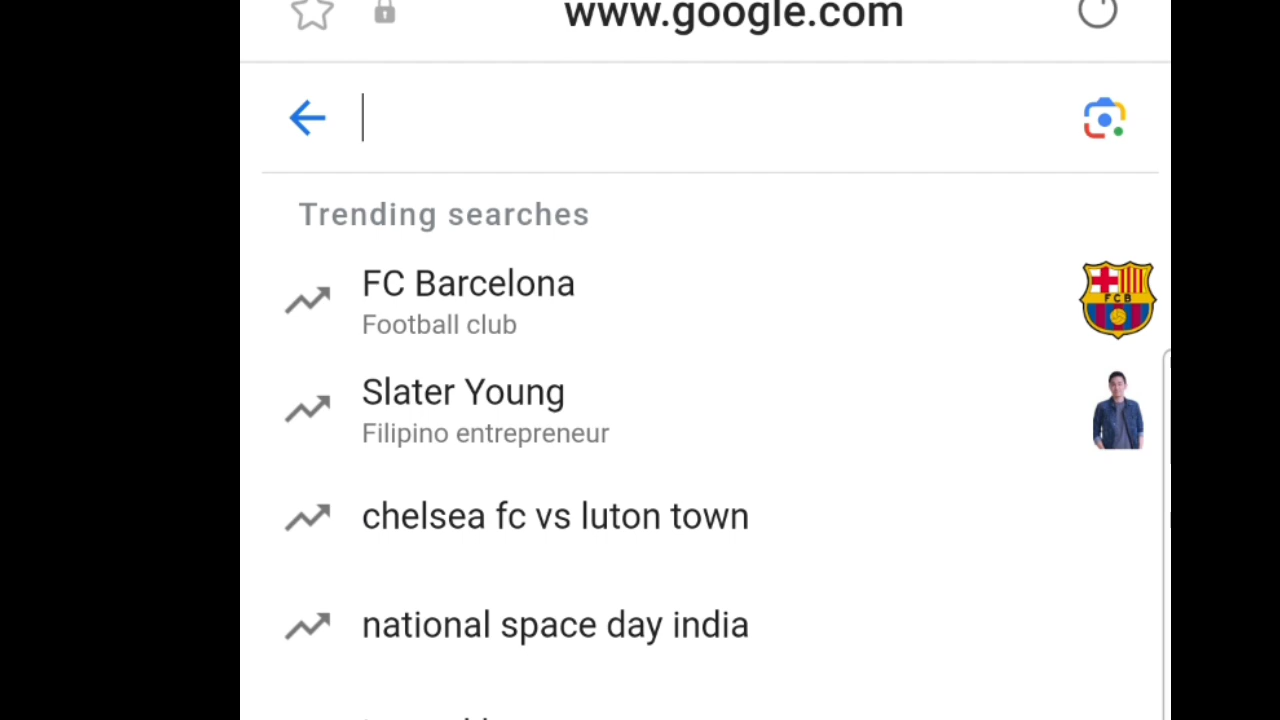 www.google.com
Trending searches
FC Barcelona
Football club
FCB
Slater Young
Filipino entrepreneur
chelsea fc vs luton town
national space day india